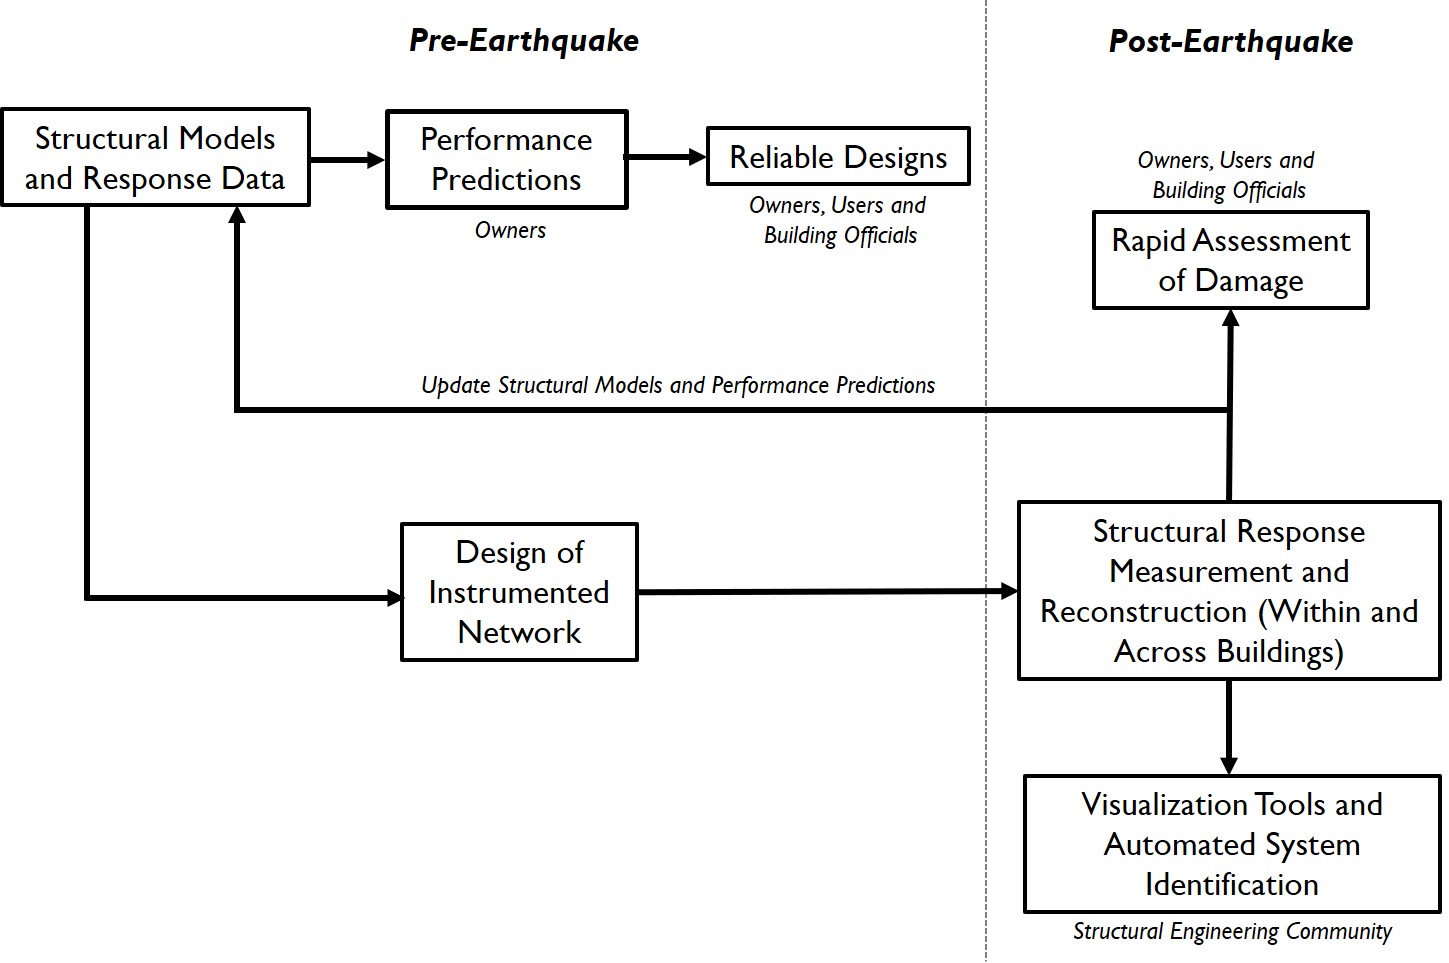 Pre-Earthquake
Post-Earthquake
Structural Models
and Response Data
Performance
Predictions
Owners
Reliable Designs
Owners, Users and
Building Officials
Owners, Users and
Building Officials
Rapid Assessment
of Damage
Update Structural Models and Performance Predictions
Design of
Instrumented
Network
Structural Response
Measurement and
Reconstruction (Within and
Across Buildings)
Visualization Tools and
Automated System
Identification
Structural Engineering Community